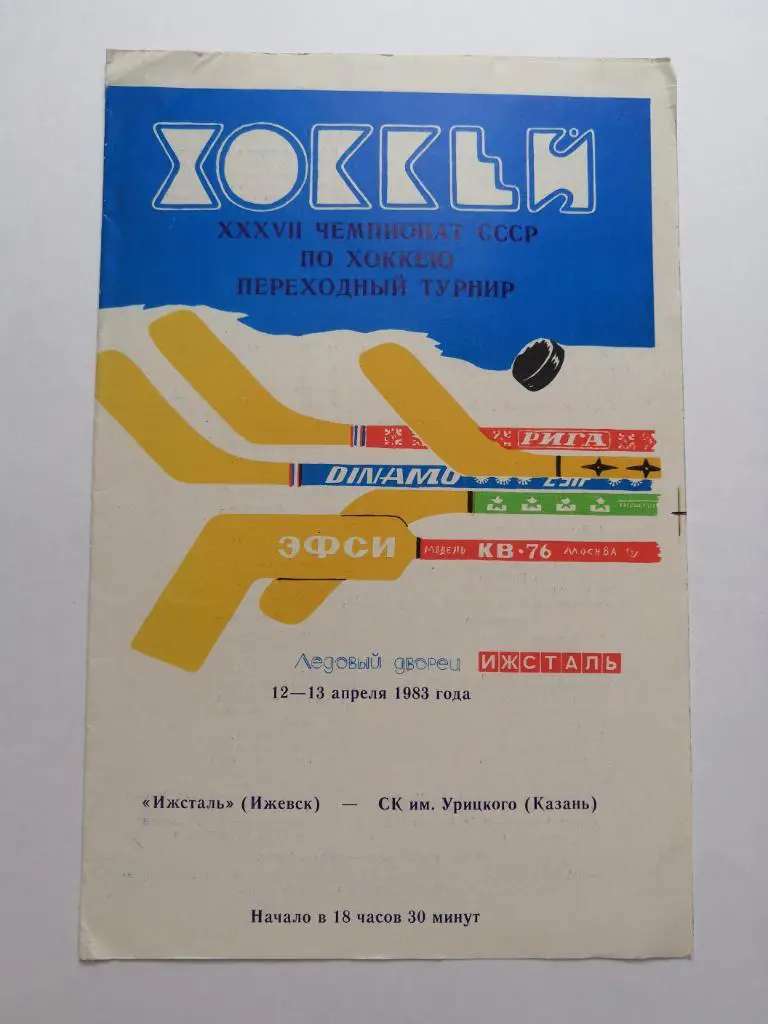 ХОККЕЙ
XXXVII ЧЕМПИОНАТ СССР
ПО ХОККЕЮ
ПЕРЕХОДНЫЙ ТУРНИР
РИГА
DINAMO
ЭФСИ
МОДЕЛЬ КВ·76 МОСКВА
Ледовый дворец ИЖСТАЛЬ
12—13 апреля 1983 года
«Ижсталь» (Ижевск) — СК им. Урицкого (Казань)
Начало в 18 часов 30 минут